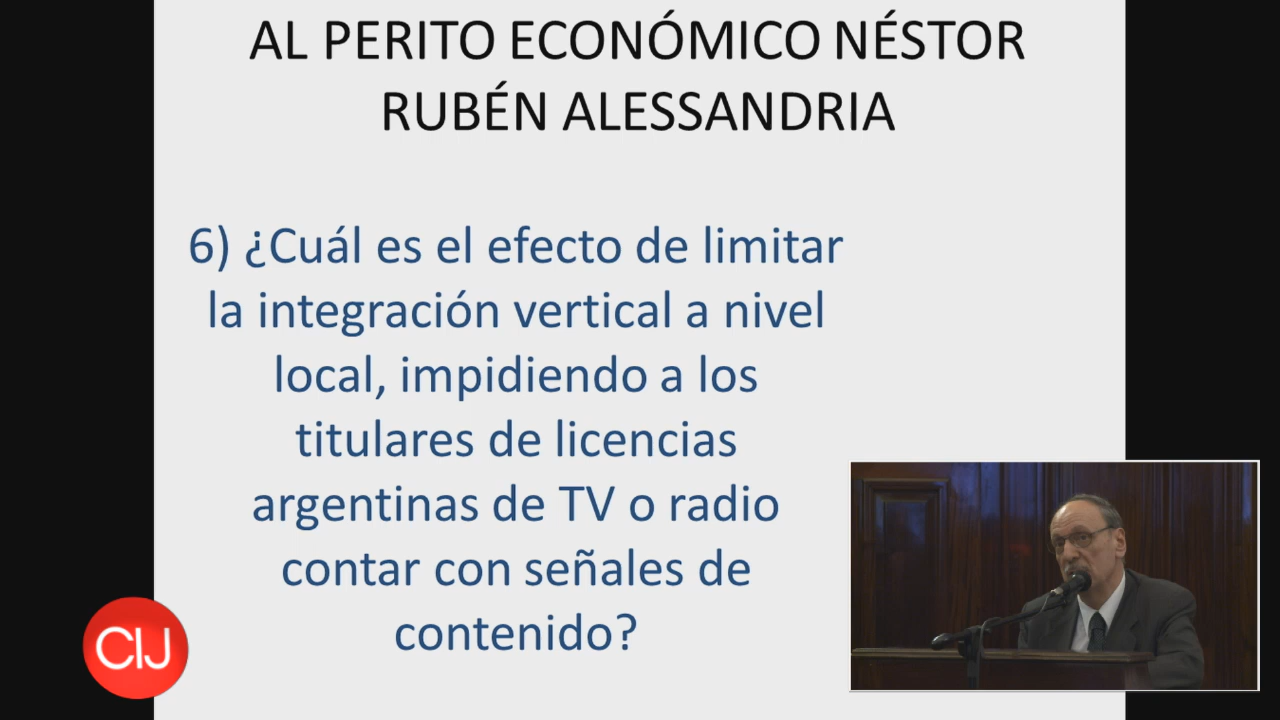 AL PERITO ECONÓMICO NÉSTOR
RUBÉN ALESSANDRIA
6) ¿Cuál es el efecto de limitar
la integración vertical a nivel
local, impidiendo a los
titulares de licencias
argentinas de TV o radio
contar con señales de
contenido?
CIJ